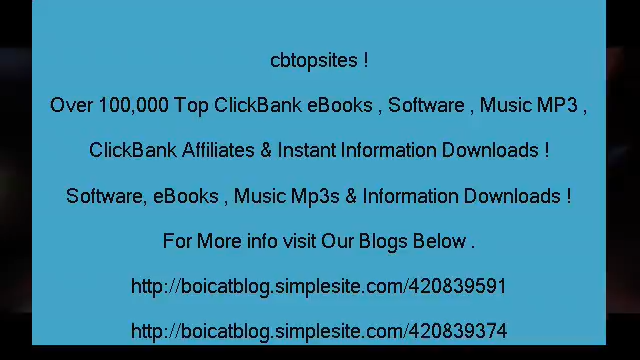 cbtopsites !
Over 100,000 Top ClickBank eBooks , Software , Music MP3 ,
ClickBank Affiliates & Instant Information Downloads !
Software, eBooks , Music Mp3s & Information Downloads !
For More info visit Our Blogs Below .
http://boicatblog.simplesite.com/420839591
http://boicatblog.simplesite.com/420839374